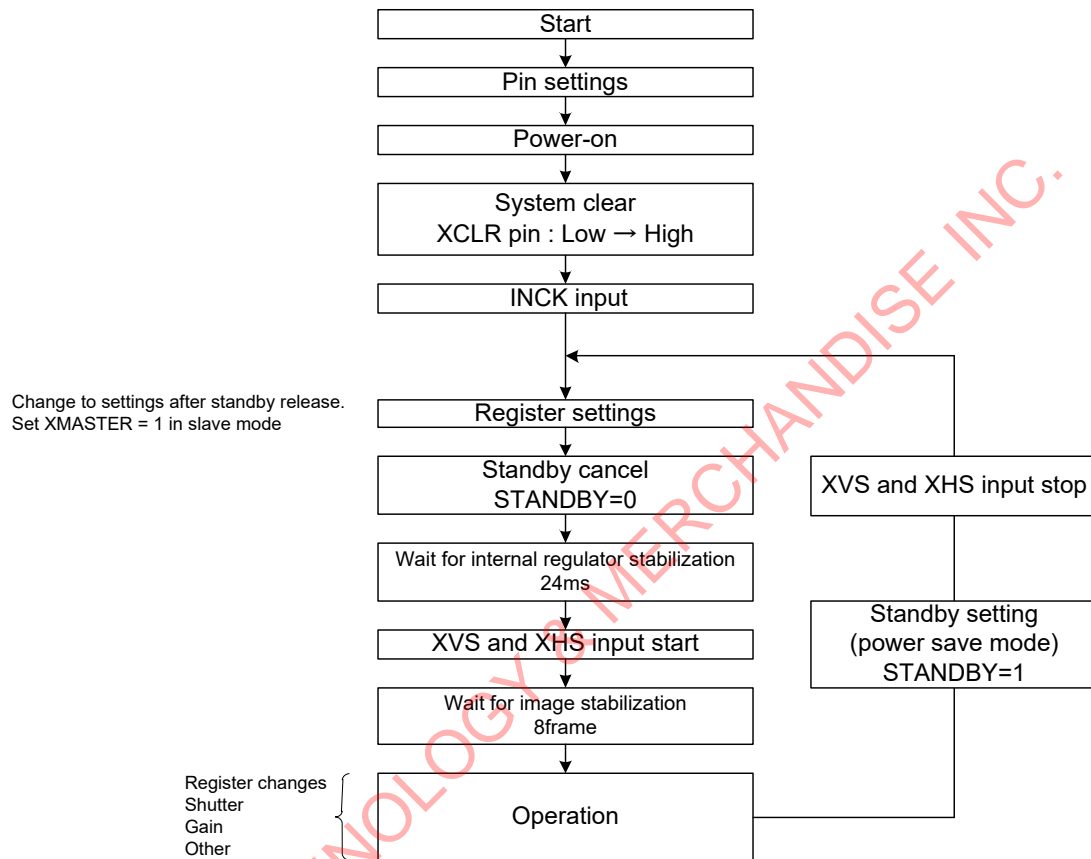 Start
Pin settings
Power-on
System clear
XCLR pin : Low → High
INCK input
Change to settings after standby release.
Set XMASTER = 1 in slave mode
Register settings
Standby cancel
STANDBY=0
Wait for internal regulator stabilization
24ms
XVS and XHS input start
Wait for image stabilization
8frame
Register changes
Shutter
Gain
Other
Operation
XVS and XHS input stop
Standby setting
(power save mode)
STANDBY=1
NOLOGY & MERCHANDISE INC.